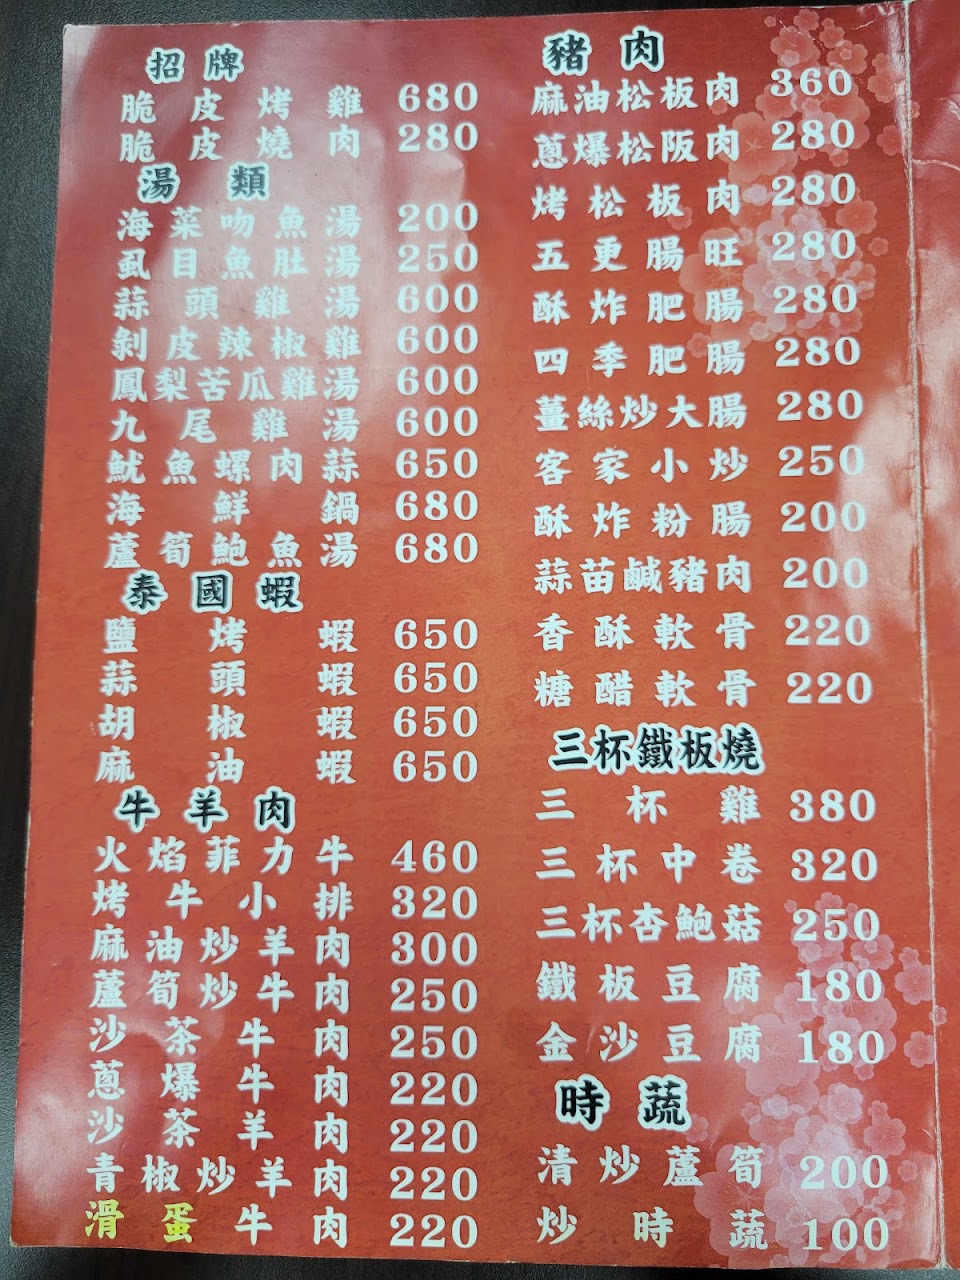 招牌
脆皮烤雞 680
脆皮燒肉 280
湯類
海菜吻魚湯 200
虱目魚肚湯 250
蒜頭雞湯 600
剝皮辣椒雞 600
鳳梨苦瓜雞湯 600
九尾雞湯 600
魷魚螺肉蒜 650
海鮮鍋 680
蘆筍鮑魚湯 680
泰國蝦
鹽烤蝦 650
蒜頭蝦 650
胡椒蝦 650
麻油蝦 650
牛羊肉
火焰菲力牛 460
烤牛小排 320
麻油炒羊肉 300
蘆筍炒牛肉 250
沙茶牛肉 250
蔥爆牛肉 220
沙茶羊肉 220
青椒炒羊肉 220
滑蛋牛肉 220
豬肉
麻油松板肉 360
蔥爆松阪肉 280
烤松板肉 280
五更腸旺 280
酥炸肥腸 280
四季肥腸 280
薑絲炒大腸 280
客家小炒 250
酥炸粉腸 200
蒜苗鹹豬肉 200
香酥軟骨 220
糖醋軟骨 220
三杯鐵板燒
三杯雞 380
三杯中卷 320
三杯杏鮑菇 250
鐵板豆腐 180
金沙豆腐 180
時蔬
清炒蘆筍 200
炒時蔬 100